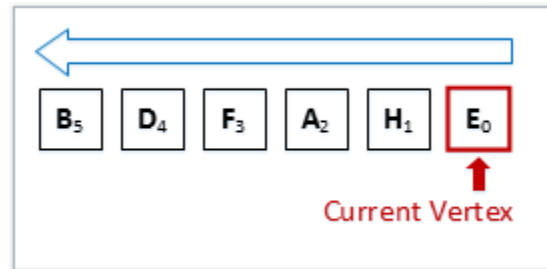 B₅ D₄ F₃ A₂ H₁ E₀
Current Vertex